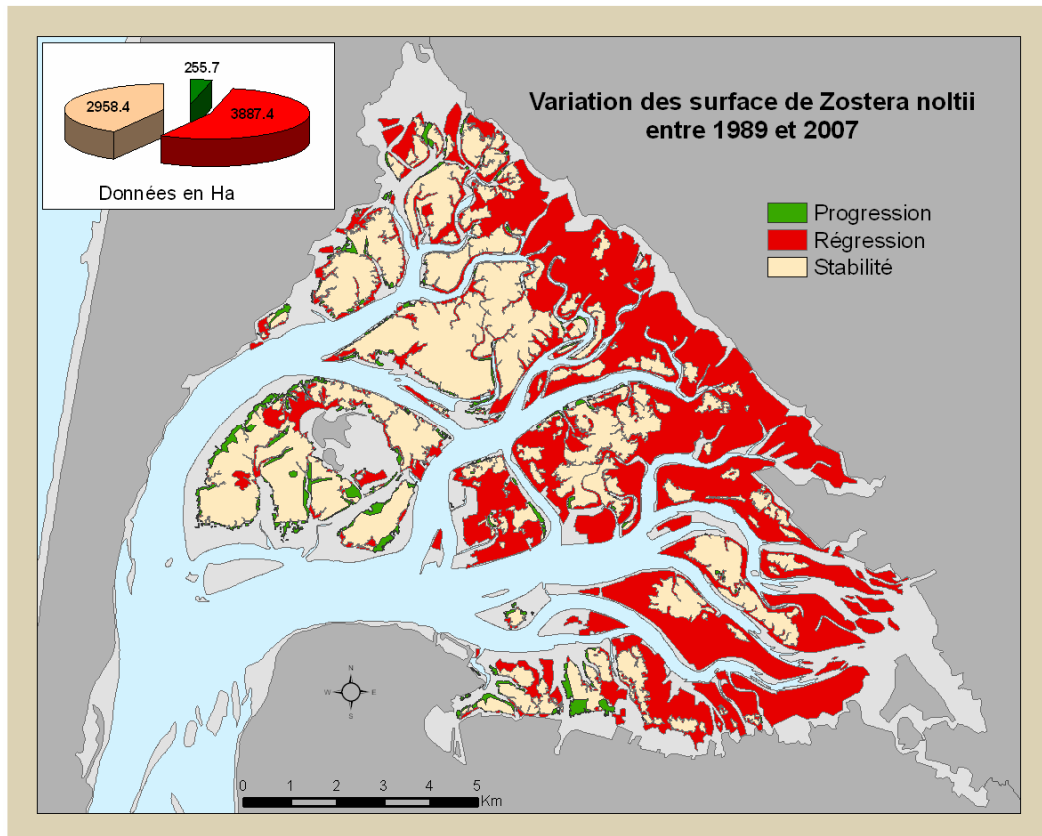 255.7
2958.4
3887.4
Données en Ha
Variation des surface de Zostera noltii
entre 1989 et 2007
Progression
Régression
Stabilité
N
W
E
S
0 1 2 3 4 5
Km